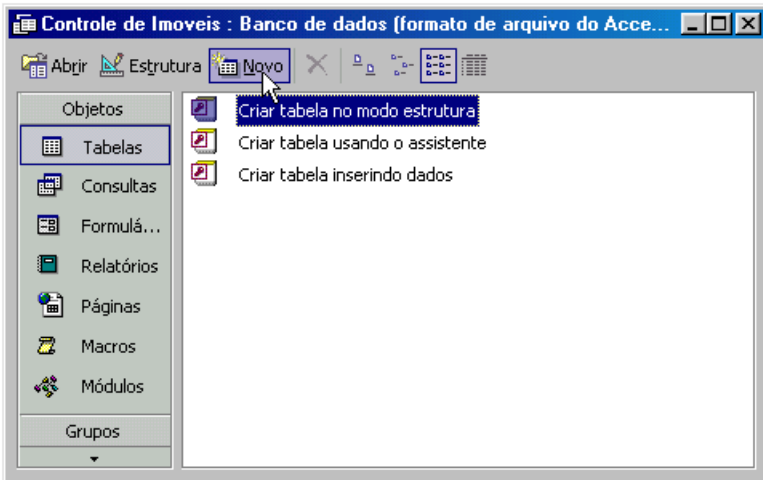 Controle de Imoveis : Banco de dados (formato de arquivo do Acce...
Abrir Estrutura Novo
Objetos
Tabelas
Consultas
Formulá...
Relatórios
Páginas
Macros
Módulos
Grupos
Criar tabela no modo estrutura
Criar tabela usando o assistente
Criar tabela inserindo dados